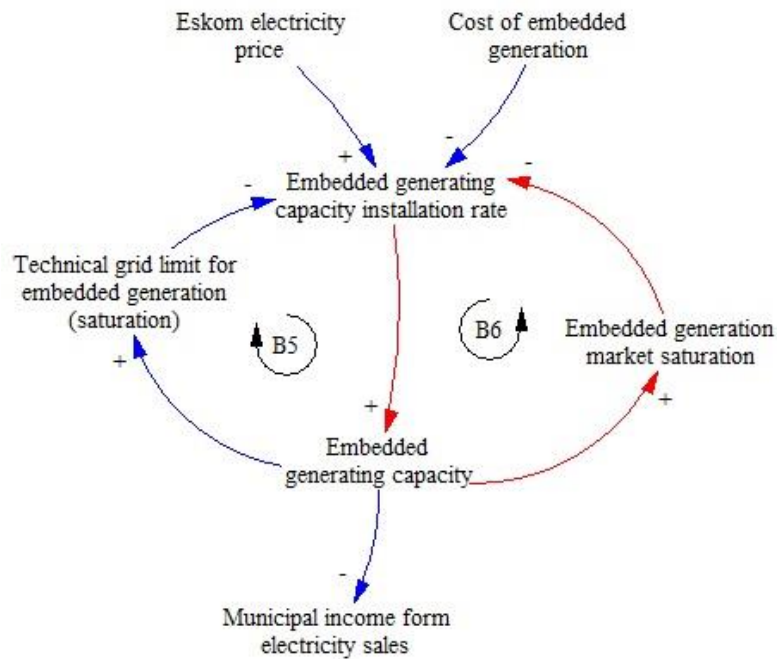 Eskom electricity
price
Cost of embedded
generation
-
+
-
-
Embedded generating
capacity installation rate
Technical grid limit for
embedded generation
(saturation)
+
B5
B6
Embedded generation
market saturation
+
+
Embedded
generating capacity
-
Municipal income form
electricity sales